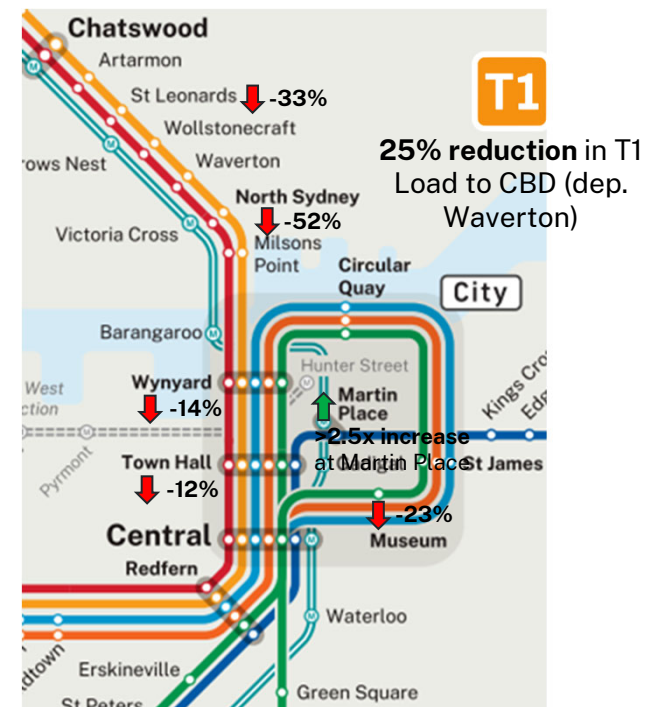 Chatswood
Artarmon
T1
St Leonards -33%
Wollstonecraft
25% reduction in T1
Load to CBD (dep.
Waverton)
rows Nest
Waverton
North Sydney
-52%
Victoria Cross
Milsons
Point
Circular
Quay
City
Barangaroo
Hunter Street
Wynyard
-14%
West
ction
Martin
Place
Kings Cro
Edg
>2.5x increase
at Martin Place
St James
Pyrmont
Town Hall
-12%
-23%
Museum
Central
Redfern
Waterloo
dtown
Erskineville
St Peters
Green Square
M
M
M
M
M
M
M
M
M